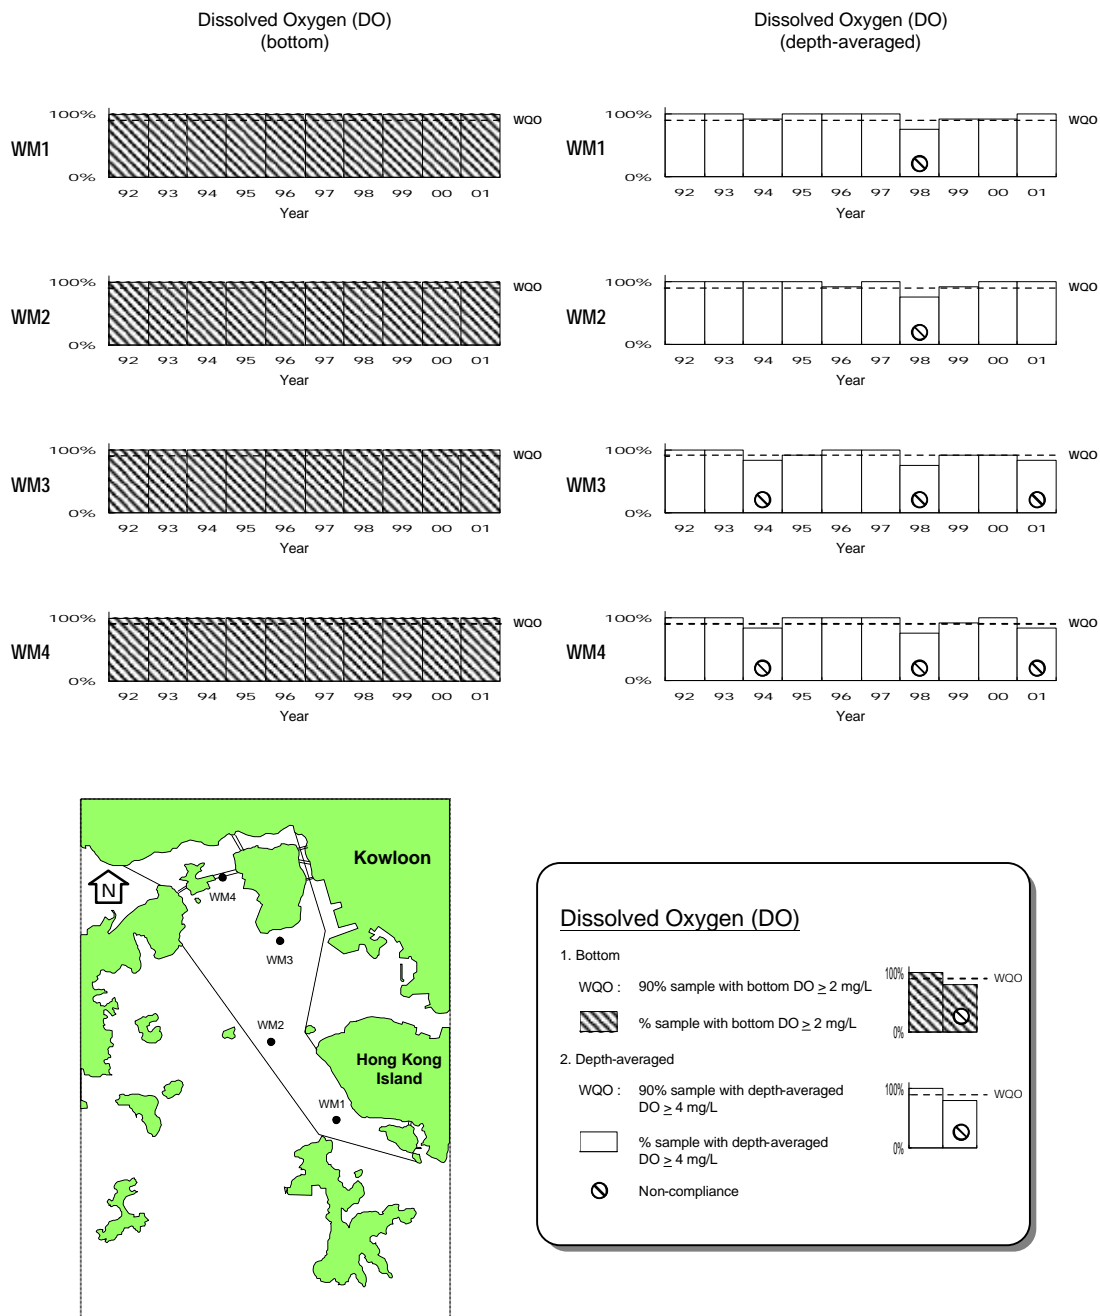 Dissolved Oxygen (DO)
(bottom)
Dissolved Oxygen (DO)
(depth-averaged)
WM1
100%
0%
WQO
92 93 94 95 96 97 98 99 00 01
Year
WM1
100%
0%
WQO
92 93 94 95 96 97 98 99 00 01
Year
WM2
100%
0%
WQO
92 93 94 95 96 97 98 99 00 01
Year
WM2
100%
0%
WQO
92 93 94 95 96 97 98 99 00 01
Year
WM3
100%
0%
WQO
92 93 94 95 96 97 98 99 00 01
Year
WM3
100%
0%
WQO
92 93 94 95 96 97 98 99 00 01
Year
WM4
100%
0%
WQO
92 93 94 95 96 97 98 99 00 01
Year
WM4
100%
0%
WQO
92 93 94 95 96 97 98 99 00 01
Year
Kowloon
N
WM4
WM3
WM2
Hong Kong
Island
WM1
Dissolved Oxygen (DO)
1. Bottom
WQO : 90% sample with bottom DO ≥ 2 mg/L
% sample with bottom DO ≥ 2 mg/L
100%
0%
WQO
2. Depth-averaged
WQO : 90% sample with depth-averaged
DO ≥ 4 mg/L
% sample with depth-averaged
DO ≥ 4 mg/L
100%
0%
WQO
Non-compliance